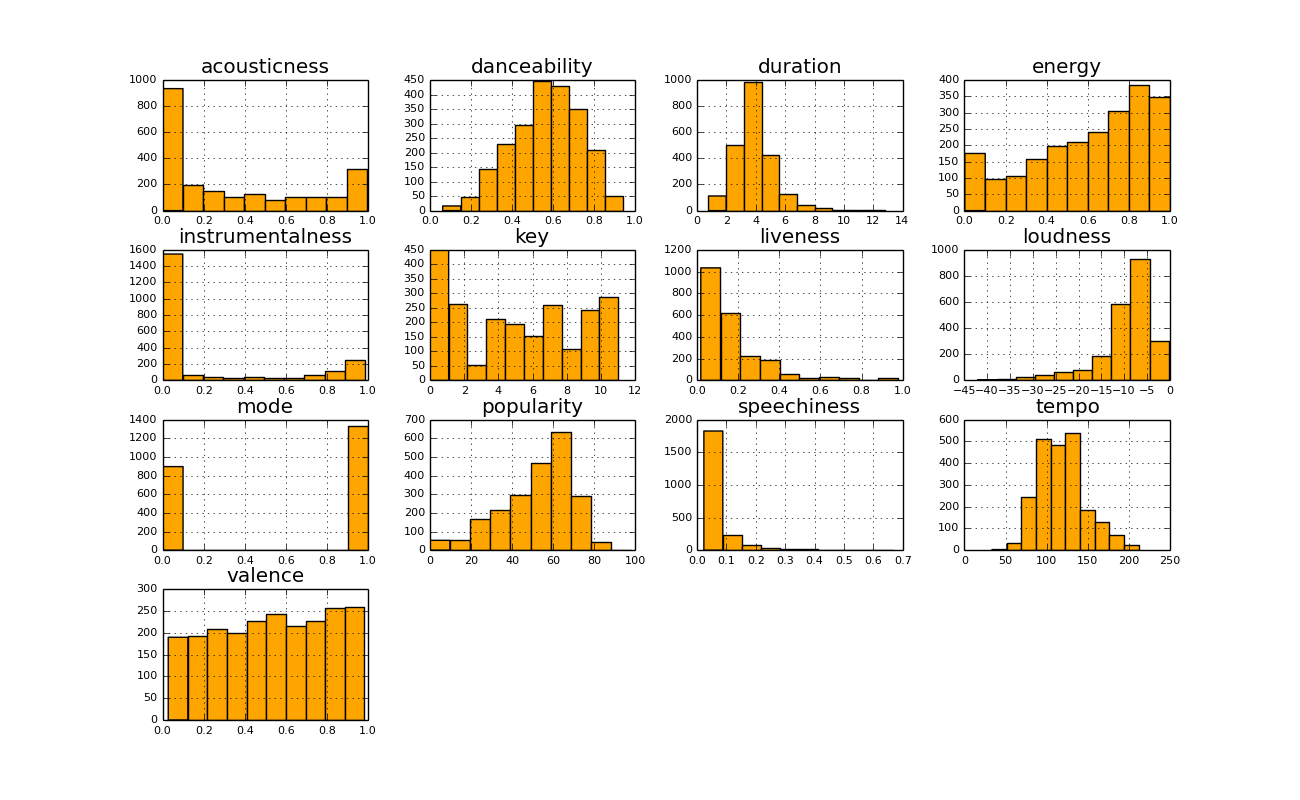 acousticness danceability duration energy
1000 450 1000 400
800 400 800 350
600 350 600 300
400 300 400 250
200 250 200 200
0 200 0 150
150 100
100 50
50 0
0
0.0 0.2 0.4 0.6 0.8 1.0 0.0 0.2 0.4 0.6 0.8 1.0 0 2 4 6 8 10 12 14 0.0 0.2 0.4 0.6 0.8 1.0
instrumentalness key liveness loudness
1600 450 1200 1000
1400 400 1000 800
1200 350 800 600
1000 300 600 400
800 250 400 200
600 200 200 0
400 150 0
200 100
0 50
0
0.0 0.2 0.4 0.6 0.8 1.0 0 2 4 6 8 10 12 0.0 0.2 0.4 0.6 0.8 1.0 −45−40−35−30−25−20−15−10 −5 0
mode popularity speechiness tempo
1400 700 2000 600
1200 600 1500 500
1000 500 1000 400
800 400 500 300
600 300 0 200
400 200 100
200 100 0
0 0
0.0 0.2 0.4 0.6 0.8 1.0 0 20 40 60 80 100 0.0 0.1 0.2 0.3 0.4 0.5 0.6 0.7 0 50 100 150 200 250
valence
300
250
200
150
100
50
0
0.0 0.2 0.4 0.6 0.8 1.0